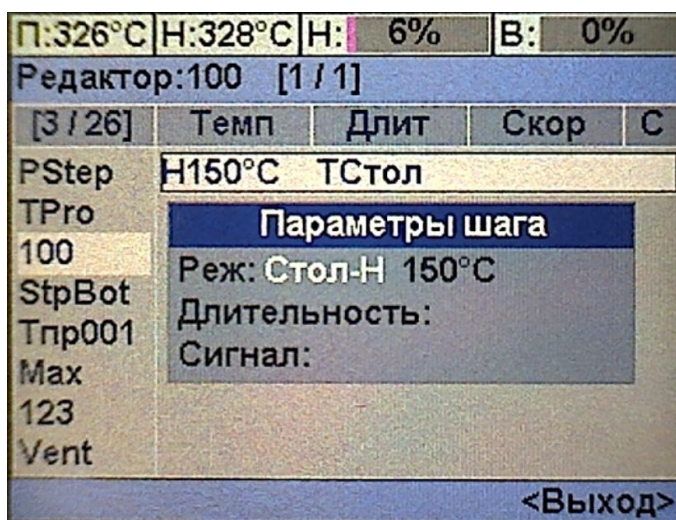 П:326°C Н:328°C Н: 6% В: 0%
Редактор:100 [1 / 1]
[3 / 26] Темп Длит Скор С
PStep Н150°C ТСтол
TPro
Параметры шага
100
Реж: Стол-Н 150°C
StpBot
Длительность:
Тпр001
Сигнал:
Max
123
Vent
<Выход>